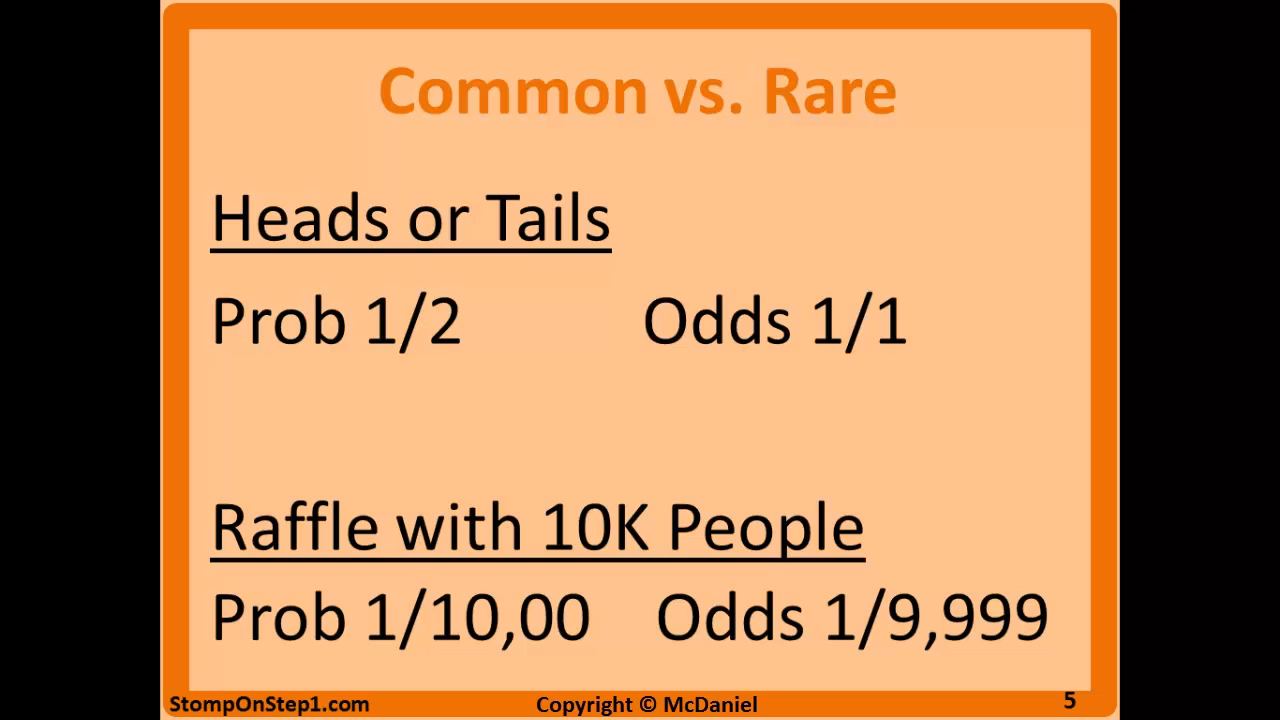 Common vs. Rare
Heads or Tails
Prob 1/2 Odds 1/1
Raffle with 10K People
Prob 1/10,00 Odds 1/9,999
StompOnStep1.com Copyright © McDaniel 5